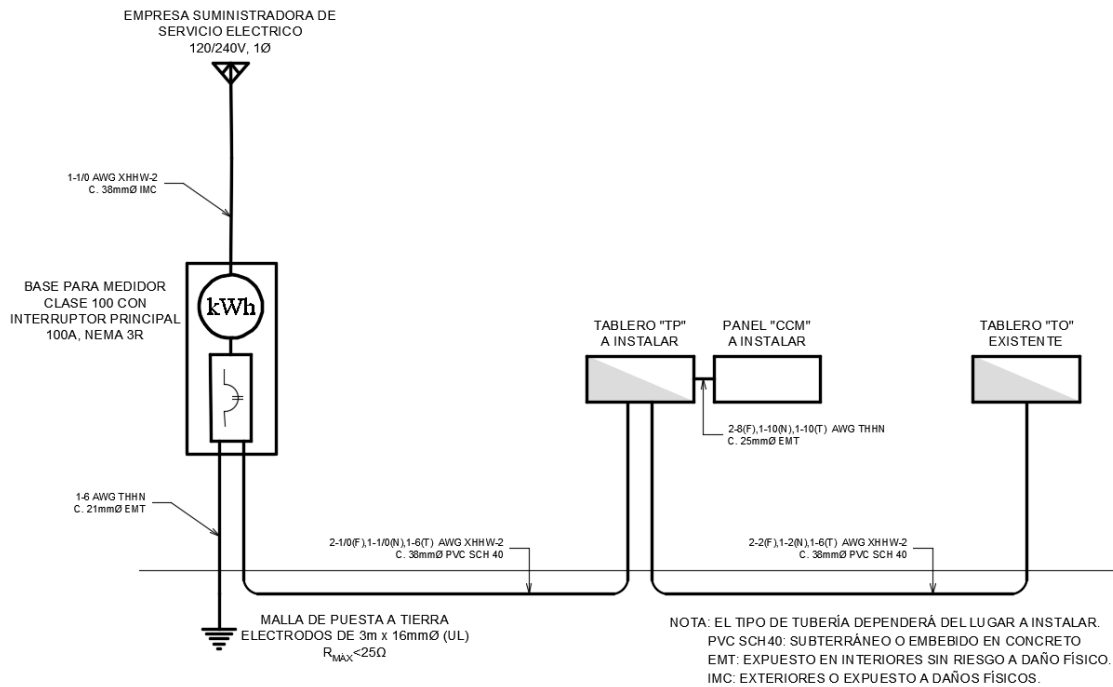 EMPRESA SUMINISTRADORA DE
SERVICIO ELECTRICO
120/240V, 1Ø
1-1/0 AWG XHHW-2
C. 38mmØ IMC
BASE PARA MEDIDOR
CLASE 100 CON
INTERRUPTOR PRINCIPAL
100A, NEMA 3R
kWh
TABLERO "TP"
A INSTALAR
PANEL "CCM"
A INSTALAR
TABLERO "TO"
EXISTENTE
2-8(F),1-10(N),1-10(T) AWG THHN
C. 25mmØ EMT
1-6 AWG THHN
C. 21mmØ EMT
2-1/0(F),1-1/0(N),1-6(T) AWG XHHW-2
C. 38mmØ PVC SCH 40
2-2(F),1-2(N),1-6(T) AWG XHHW-2
C. 38mmØ PVC SCH 40
MALLA DE PUESTA A TIERRA
ELECTRODOS DE 3m x 16mmØ (UL)
RMÁX<25Ω
NOTA: EL TIPO DE TUBERÍA DEPENDERÁ DEL LUGAR A INSTALAR.
PVC SCH40: SUBTERRÁNEO O EMBEBIDO EN CONCRETO
EMT: EXPUESTO EN INTERIORES SIN RIESGO A DAÑO FÍSICO.
IMC: EXTERIORES O EXPUESTO A DAÑOS FÍSICOS.